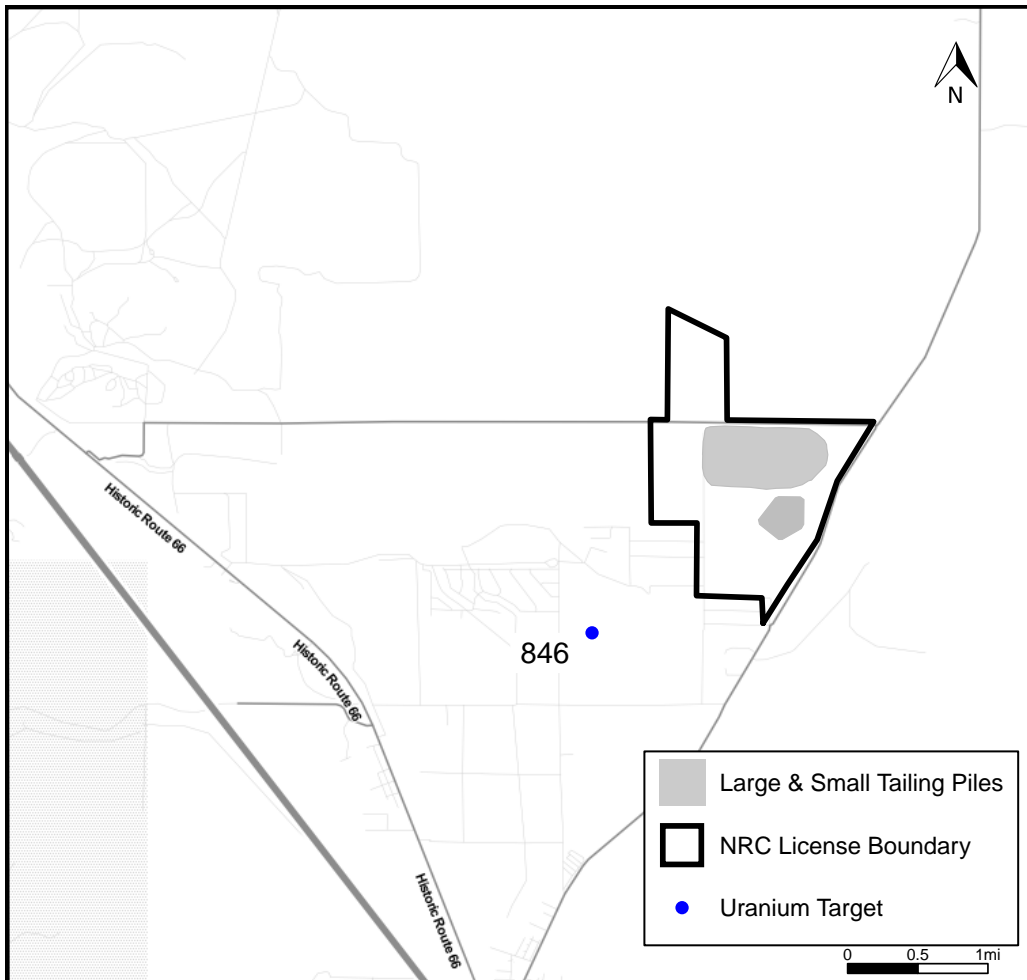 N
Historic Route 66
Historic Route 66
846
Historic Route 66
Large & Small Tailing Piles
NRC License Boundary
Uranium Target
0 0.5 1mi